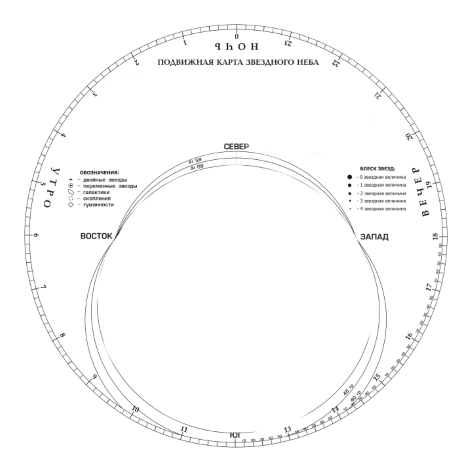 0
НОЧЬ
ПОДВИЖНАЯ КАРТА ЗВЕЗДНОГО НЕБА
1
23
2
22
3
21
4
20
СЕВЕР
УТРО
5
ОБОЗНАЧЕНИЯ:
- двойные звезды
- переменные звезды
- галактики
- скопления
- туманности
БЛЕСК ЗВЕЗД:
- 0 звездная величина
- 1 звездная величина
- 2 звездная величина
- 3 звездная величина
- 4 звездная величина
ВЕЧЕР
19
6
ВОСТОК
ЗАПАД
18
7
17
8
16
9
15
10
14
11
ЮГ
13